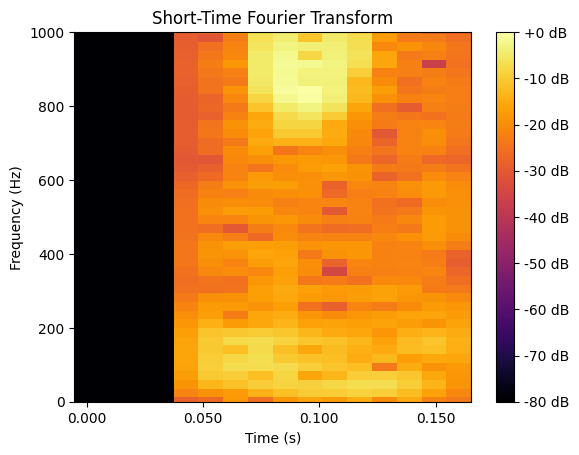 Short-Time Fourier Transform
1000
800
600
400
200
0
Frequency (Hz)
0.000
0.050
0.100
0.150
Time (s)
+0 dB
-10 dB
-20 dB
-30 dB
-40 dB
-50 dB
-60 dB
-70 dB
-80 dB